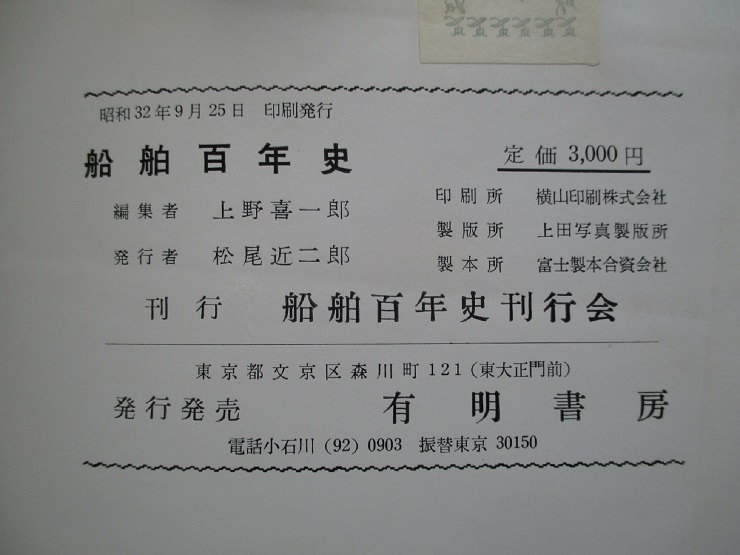 昭和32年9月25日 印刷発行
船舶百年史
定価 3,000円
編集者 上野喜一郎
発行者 松尾近二郎
印刷所 横山印刷株式会社
製版所 上田写真製版所
製本所 富士製本合資会社
刊行 船舶百年史刊行会
東京都文京区森川町121(東大正門前)
発行発売 有明書房
電話小石川(92)0903 振替東京30150